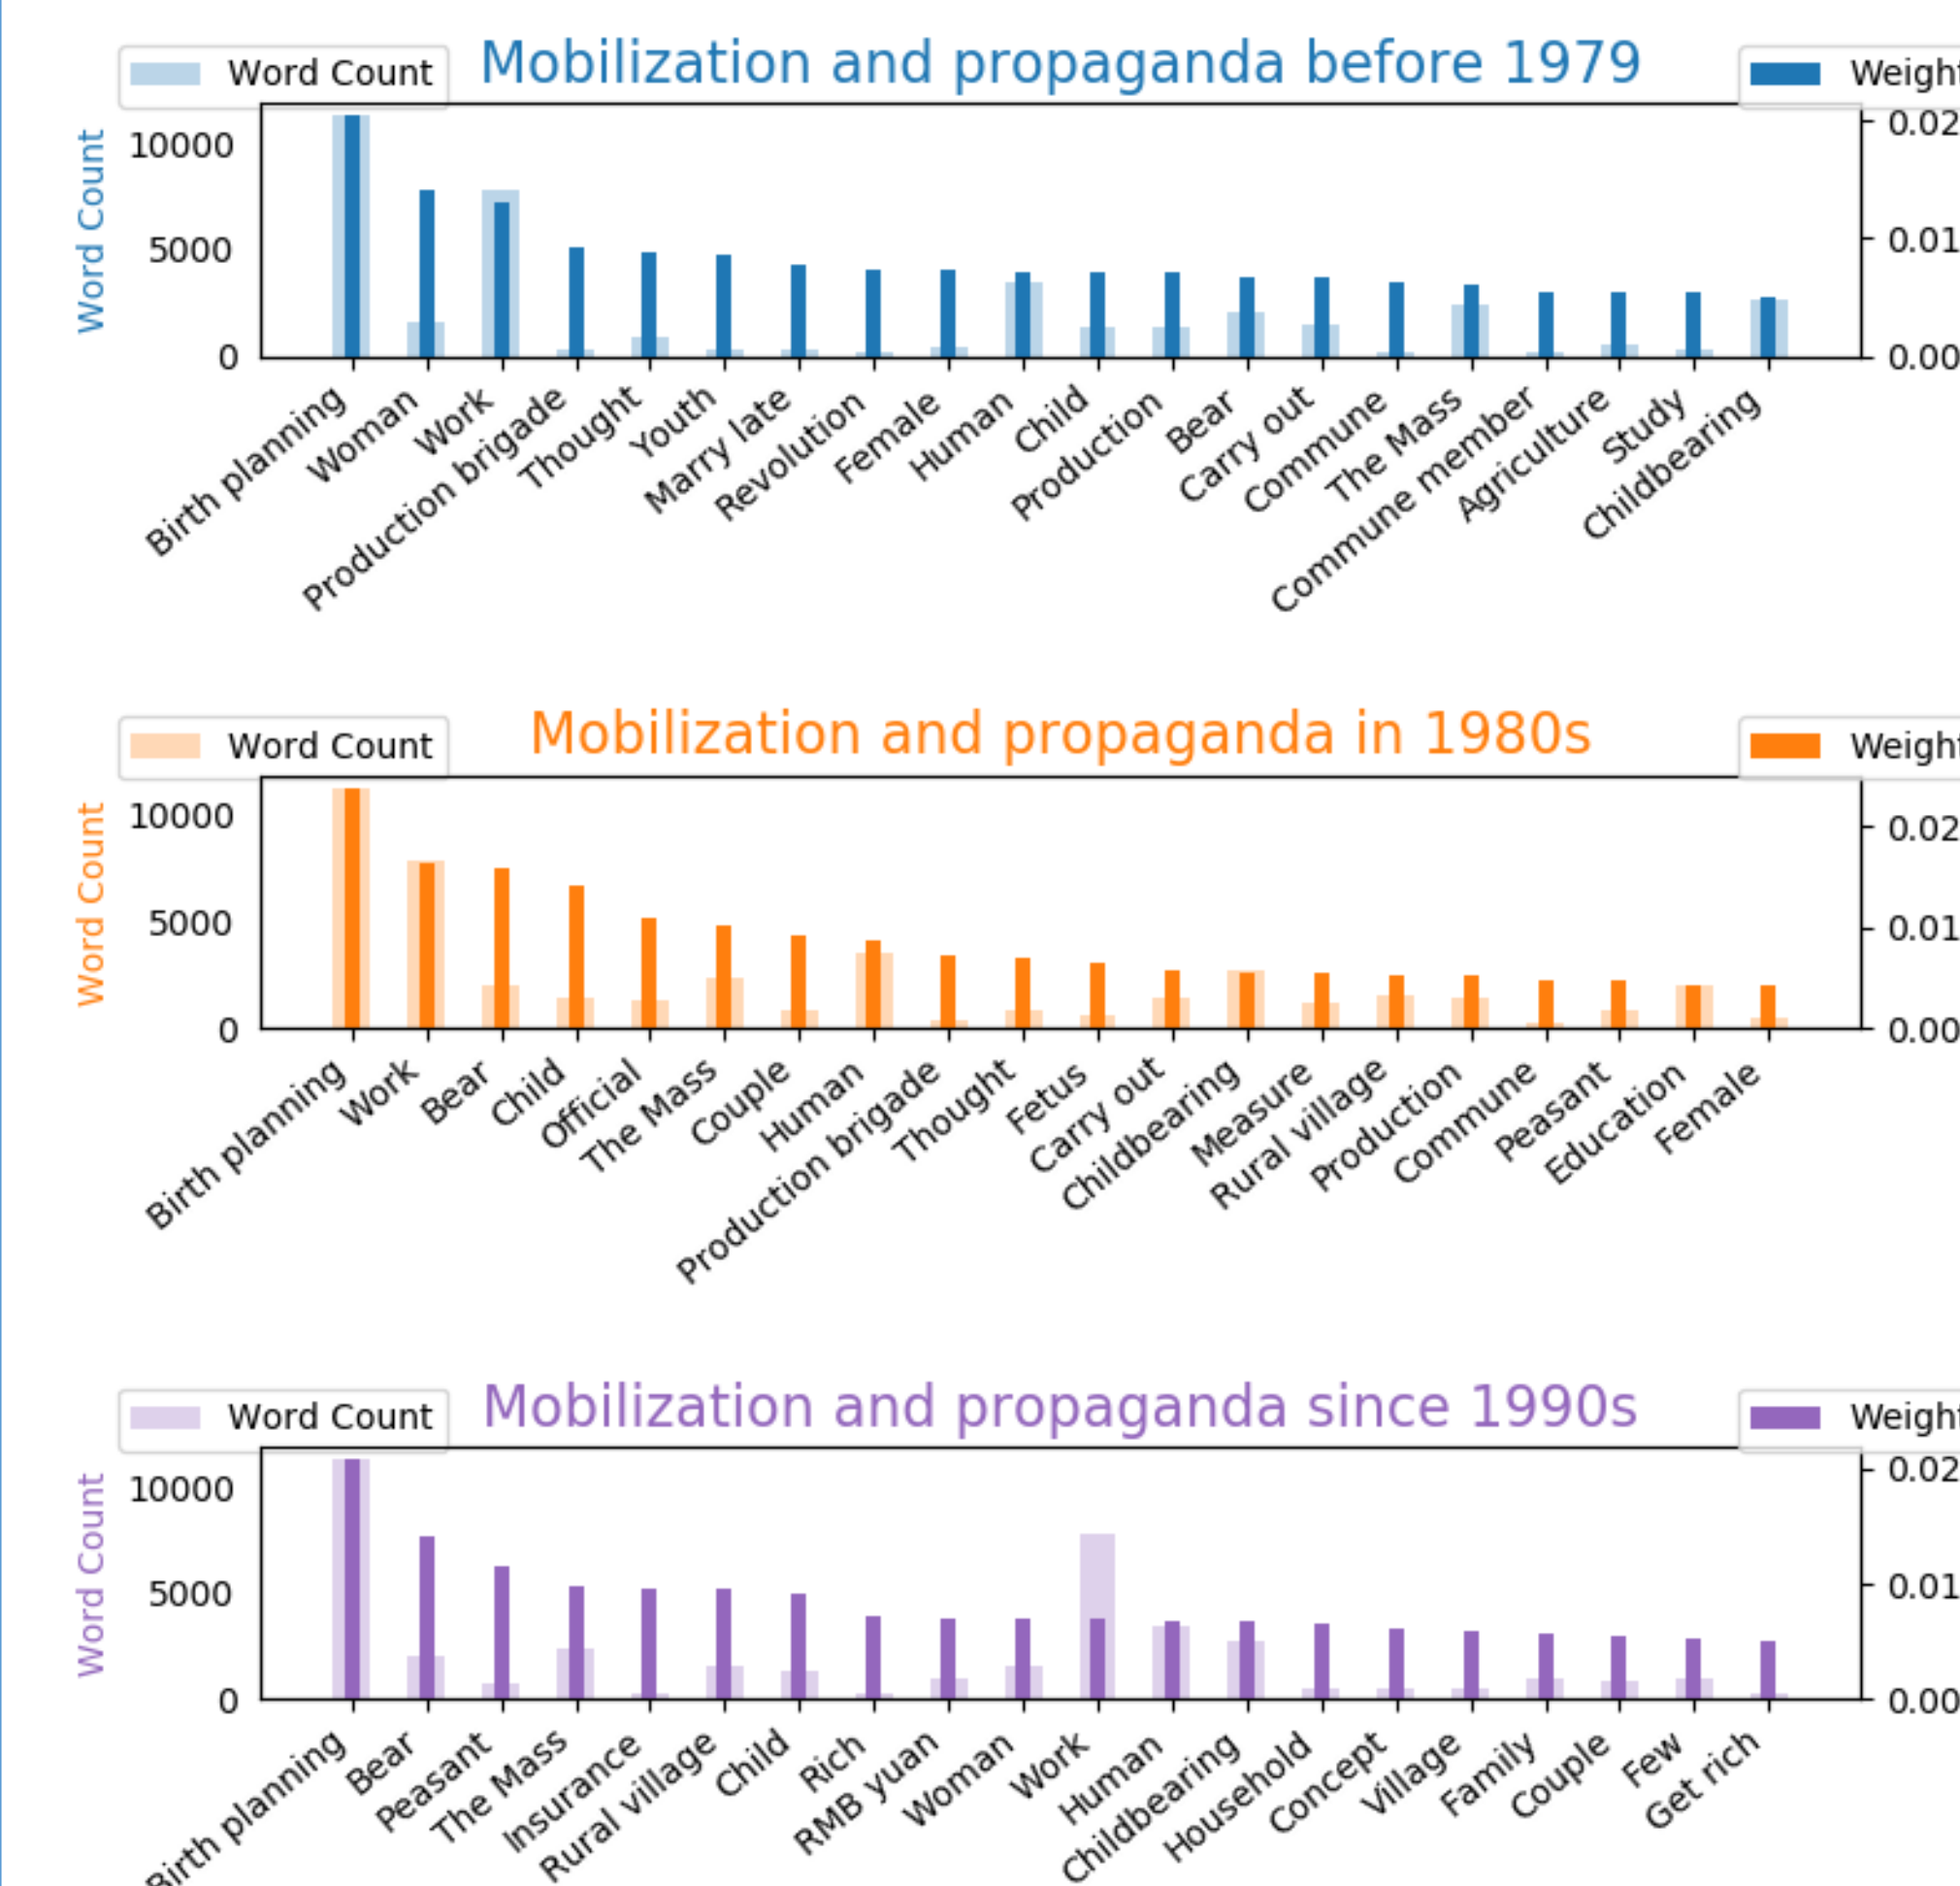 Word Count
Mobilization and propaganda before 1979
Weight
Word Count
10000
5000
0
0.02
0.01
0.00
Birth planning
Woman
Work
Production brigade
Thought
Youth
Marry late
Revolution
Female
Human
Child
Production
Bear
Carry out
Commune
The Mass
Commune member
Agriculture
Study
Childbearing
Word Count
Mobilization and propaganda in 1980s
Weight
Word Count
10000
5000
0
0.02
0.01
0.00
Birth planning
Work
Bear
Child
Official
The Mass
Couple
Human
Production brigade
Thought
Fetus
Carry out
Childbearing
Measure
Rural village
Production
Commune
Peasant
Education
Female
Word Count
Mobilization and propaganda since 1990s
Weight
Word Count
10000
5000
0
0.02
0.01
0.00
Birth planning
Bear
Peasant
The Mass
Insurance
Rural village
Child
Rich
RMB yuan
Woman
Work
Human
Childbearing
Household
Concept
Village
Family
Couple
Few
Get rich